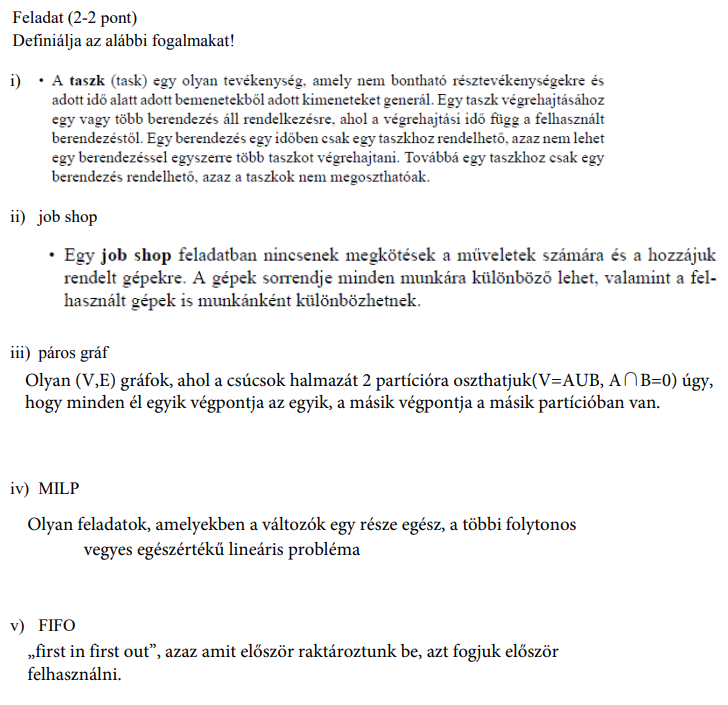 Feladat (2-2 pont)
Definiálja az alábbi fogalmakat!
i) • A taszk (task) egy olyan tevékenység, amely nem bontható résztevékenységekre és
adott idő alatt adott bemenetekből adott kimeneteket generál. Egy taszk végrehajtásához
egy vagy több berendezés áll rendelkezésre, ahol a végrehajtási idő függ a felhasznált
berendezéstől. Egy berendezés egy időben csak egy taszkhoz rendelhető, azaz nem lehet
egy berendezéssel egyszerre több taszkot végrehajtani. Továbbá egy taszkhoz csak egy
berendezés rendelhető, azaz a taszkok nem megoszthatóak.
ii) job shop
• Egy job shop feladatban nincsenek megkötések a műveletek számára és a hozzájuk
rendelt gépekre. A gépek sorrendje minden munkára különböző lehet, valamint a fel-
használt gépek is munkánként különbözhetnek.
iii) páros gráf
Olyan (V,E) gráfok, ahol a csúcsok halmazát 2 partícióra oszthatjuk(V=AUB, A∩B=0) úgy,
hogy minden él egyik végpontja az egyik, a másik végpontja a másik partícióban van.
iv) MILP
Olyan feladatok, amelyekben a változók egy része egész, a többi folytonos
vegyes egészértékű lineáris probléma
v) FIFO
„first in first out”, azaz amit először raktároztunk be, azt fogjuk először
felhasználni.